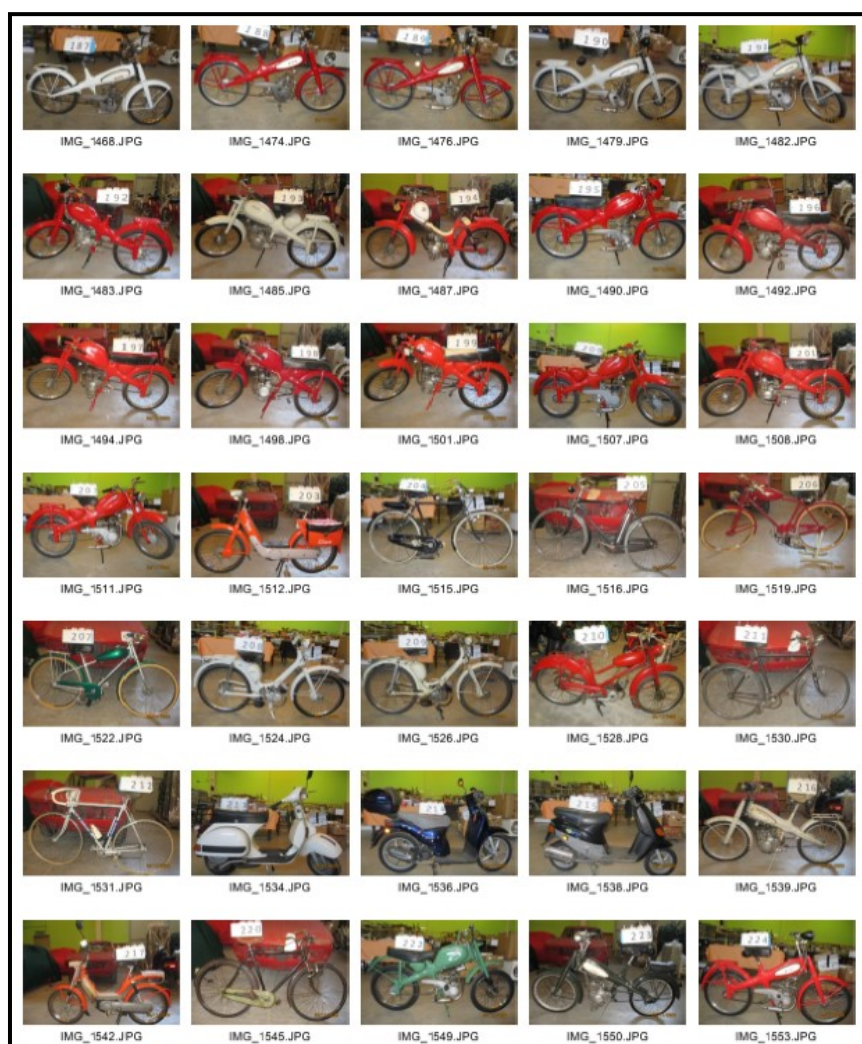 187 188 189 190 191
IMG_1468.JPG IMG_1474.JPG IMG_1476.JPG IMG_1479.JPG IMG_1482.JPG
192 193 194 195 196
IMG_1483.JPG IMG_1485.JPG IMG_1487.JPG IMG_1490.JPG IMG_1492.JPG
197 198 199 201
IMG_1494.JPG IMG_1498.JPG IMG_1501.JPG IMG_1507.JPG IMG_1508.JPG
203 204 205 206
IMG_1511.JPG IMG_1512.JPG IMG_1515.JPG IMG_1516.JPG IMG_1519.JPG
207 208 209 210 211
IMG_1522.JPG IMG_1524.JPG IMG_1526.JPG IMG_1528.JPG IMG_1530.JPG
212 215 216
IMG_1531.JPG IMG_1534.JPG IMG_1536.JPG IMG_1538.JPG IMG_1539.JPG
217 220 222 223 224
IMG_1542.JPG IMG_1545.JPG IMG_1549.JPG IMG_1550.JPG IMG_1553.JPG